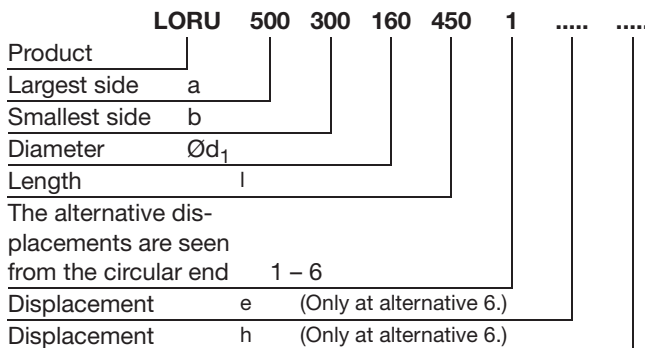 LORU 500 300 160 450 1 ..... .....
Product
Largest side a
Smallest side b
Diameter Ød₁
Length l
The alternative dis-
placements are seen
from the circular end 1 – 6
Displacement e (Only at alternative 6.)
Displacement h (Only at alternative 6.)